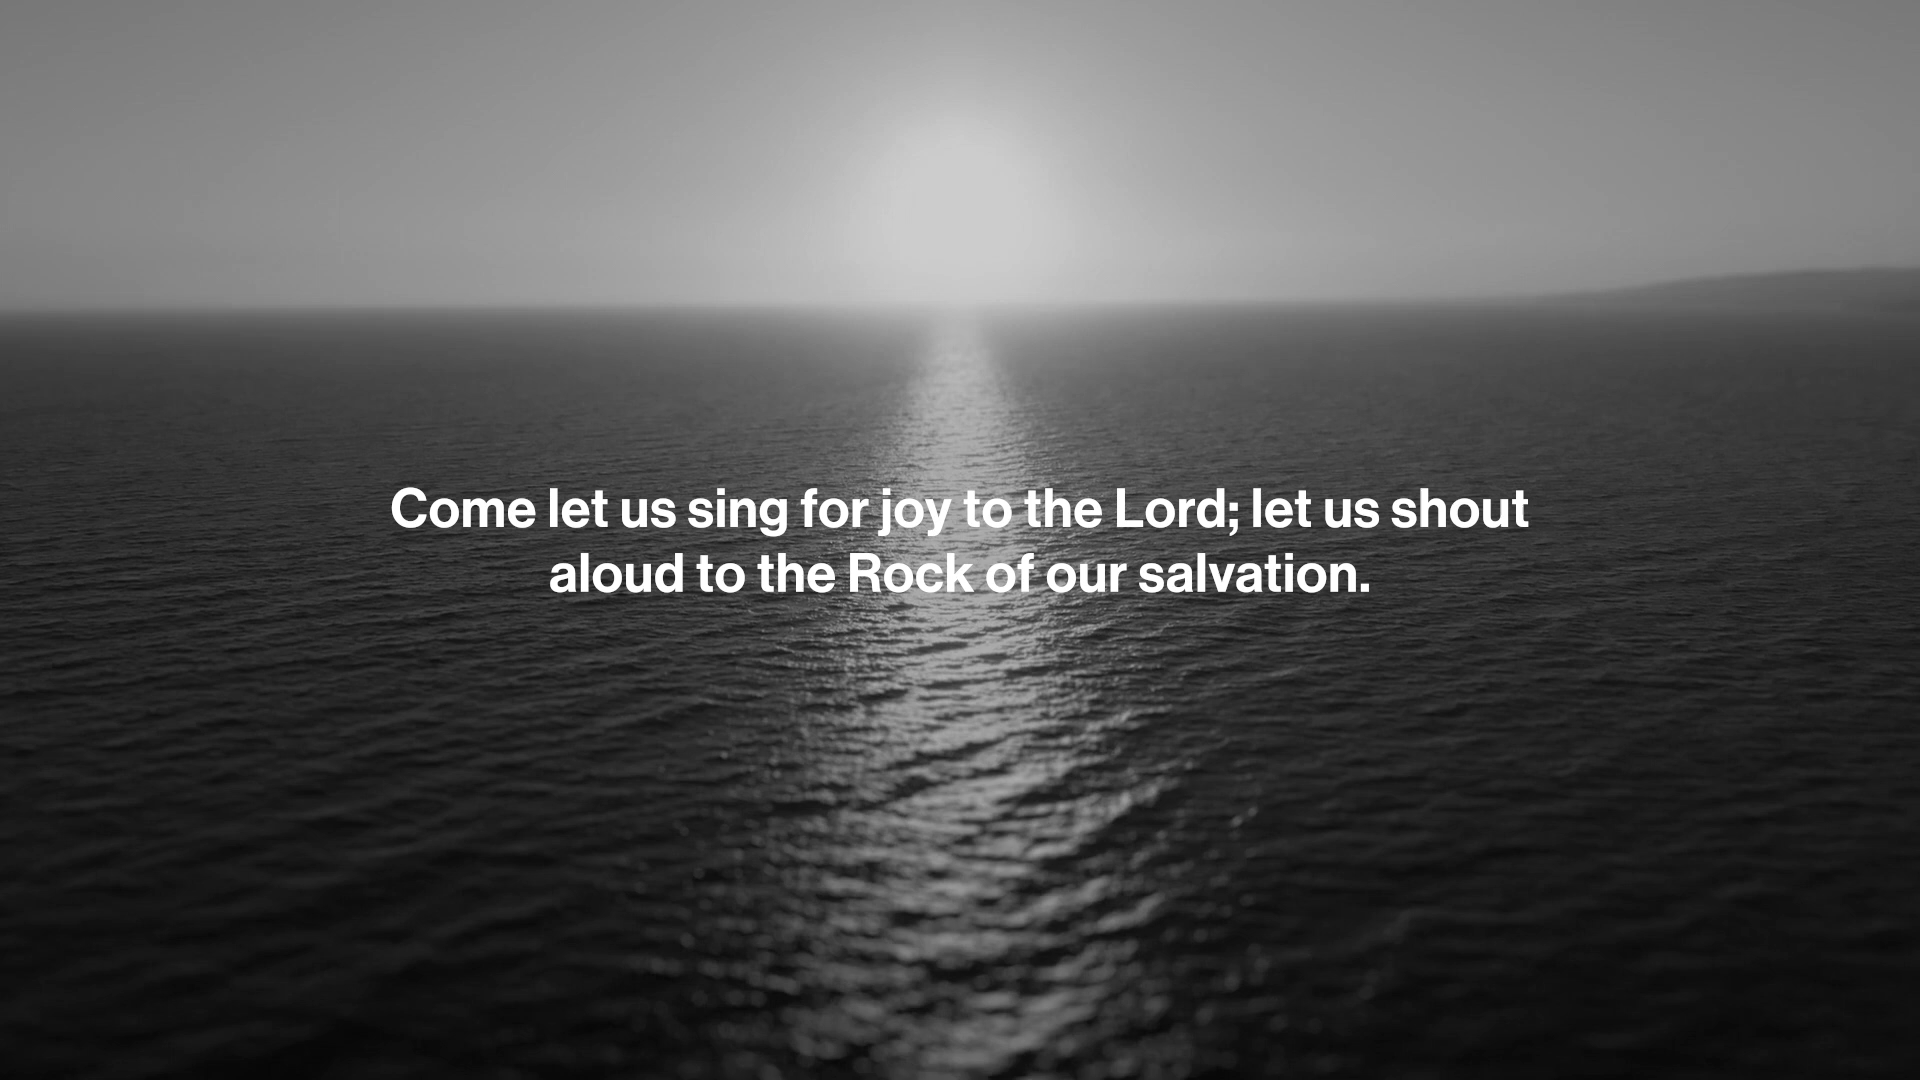 Come let us sing for joy to the Lord; let us shout
aloud to the Rock of our salvation.